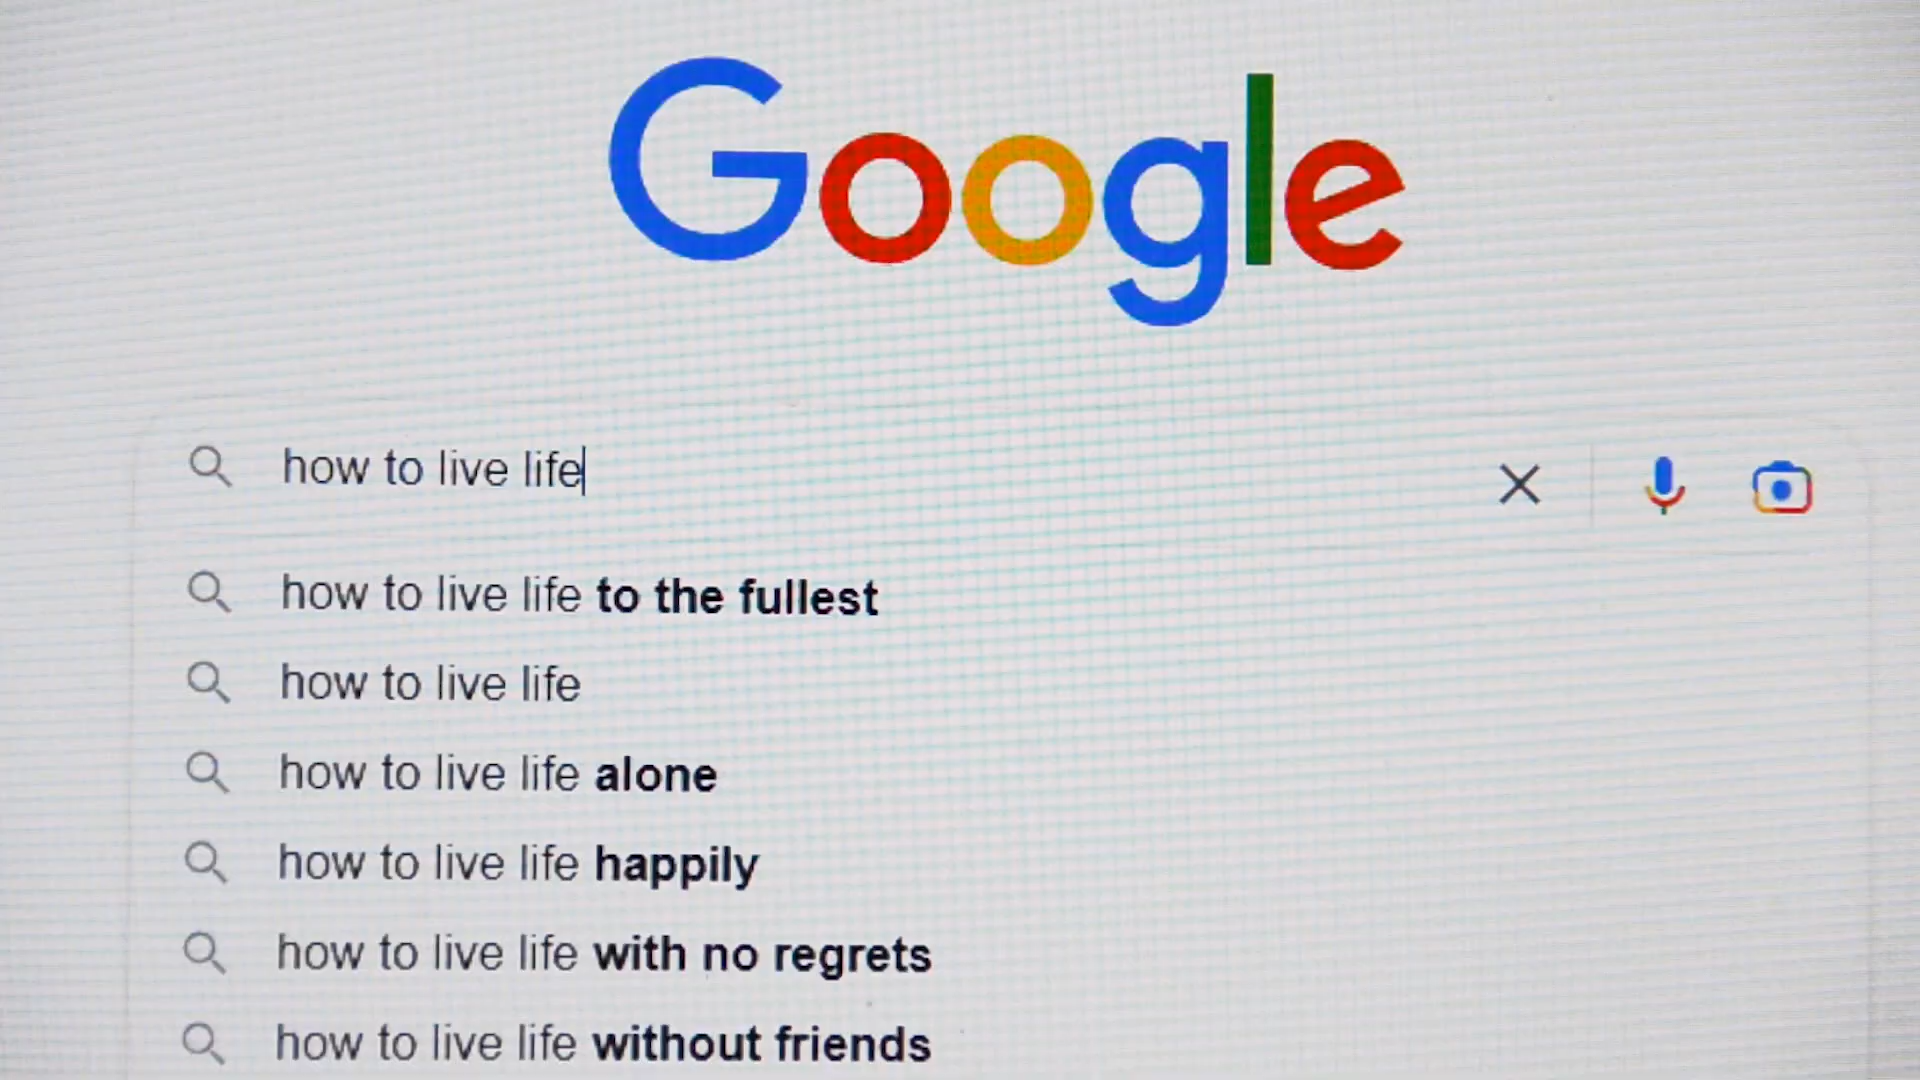 Google
how to live life
how to live life to the fullest
how to live life
how to live life alone
how to live life happily
how to live life with no regrets
how to live life without friends